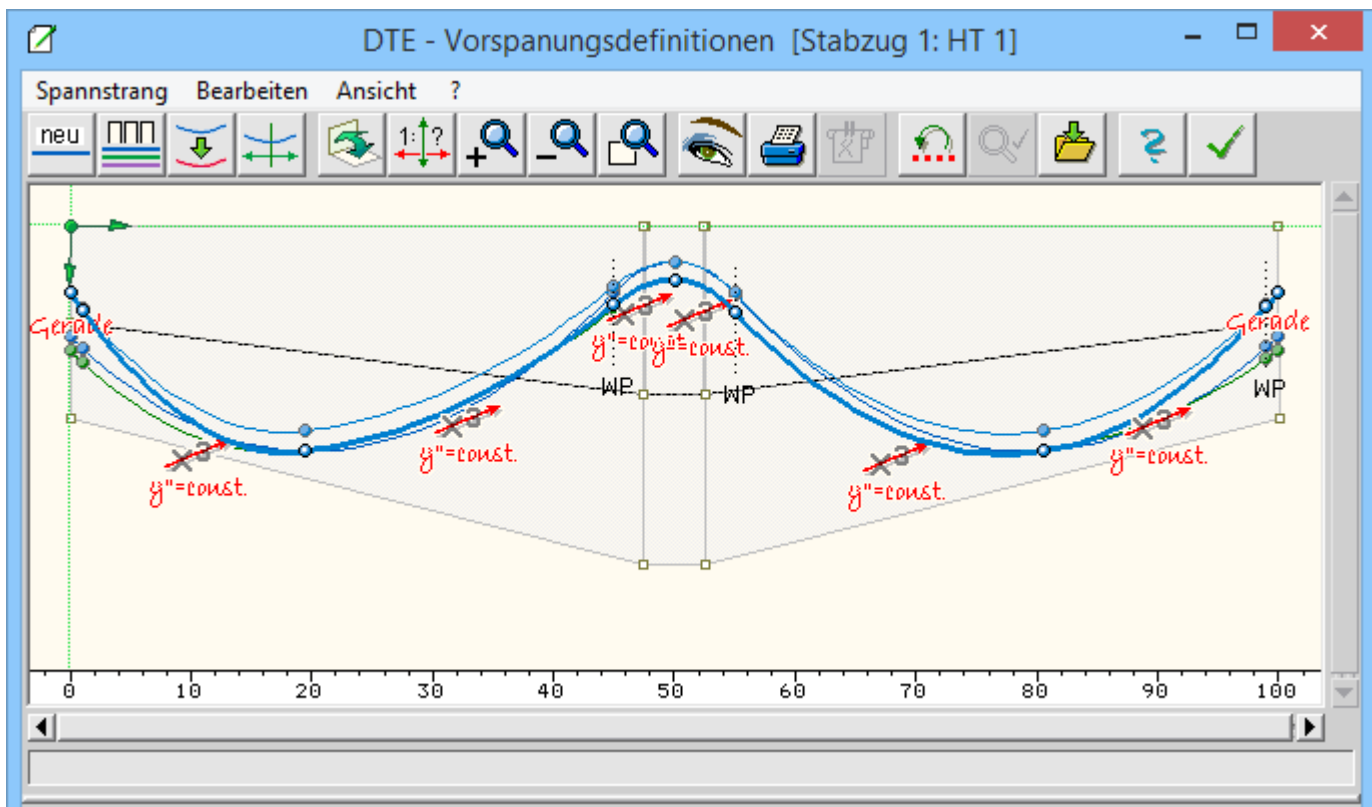 DTE - Vorspanungsdefinitionen [Stabzug 1: HT 1]
Spannstrang Bearbeiten Ansicht ?
neu 1: ?
Gerade Gerade
y"=const. y"=const.
WP WP WP
y"=const. y"=const.
y"=const. y"=const.
0 10 20 30 40 50 60 70 80 90 100